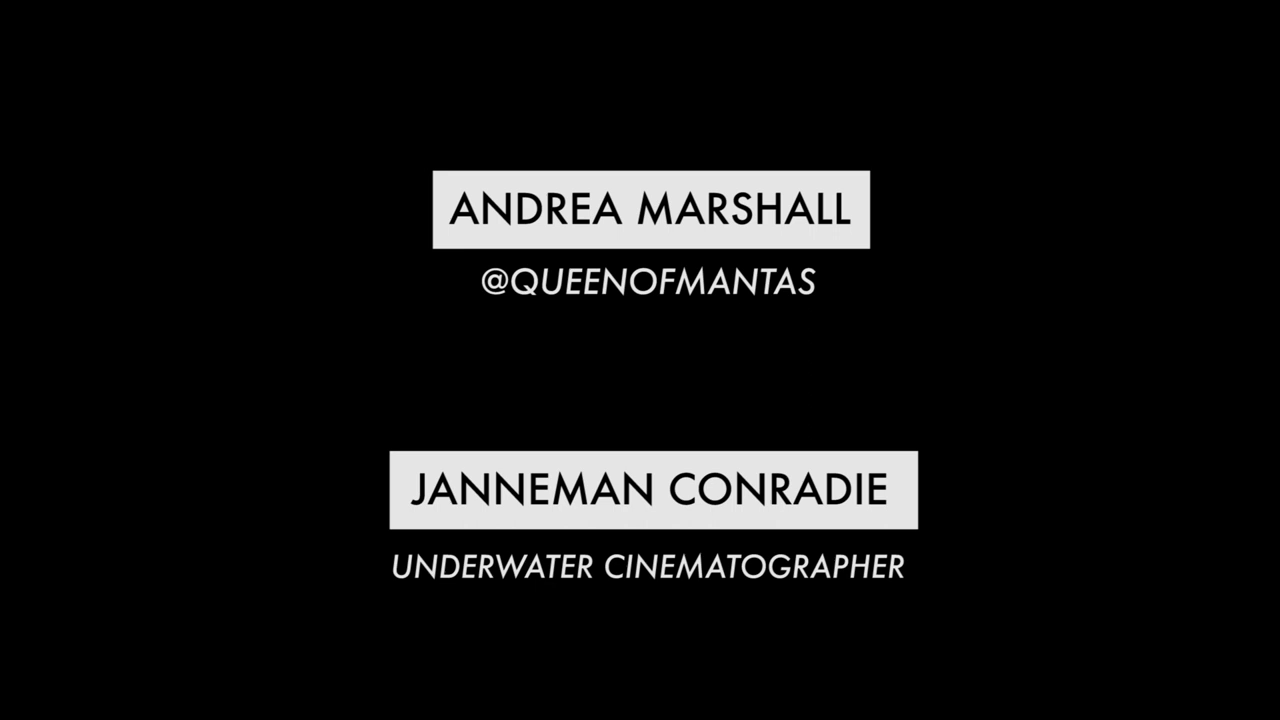 ANDREA MARSHALL
@QUEENOFMANTAS
JANNEMAN CONRADIE
UNDERWATER CINEMATOGRAPHER